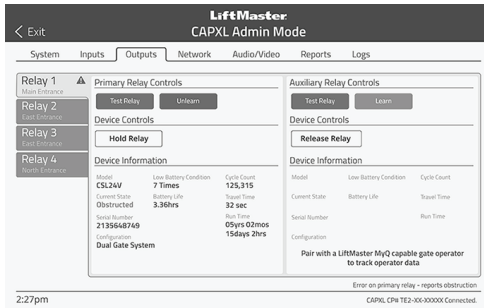 LiftMaster
< Exit
CAPXL Admin Mode
System Inputs Outputs Network Audio/Video Reports Logs
Relay 1
Main Entrance
Relay 2
East Entrance
Relay 3
East Entrance
Relay 4
North Entrance
Primary Relay Controls
Test Relay Unlearn
Device Controls
Hold Relay
Device Information
Model Low Battery Condition Cycle Count
CSL24V 7 Times 125,315
Current State Battery Life Travel Time
Obstructed 3.36hrs 32 sec
Serial Number Run Time
2135648749 05yrs 02mos
15days 2hrs
Configuration
Dual Gate System
Auxiliary Relay Controls
Test Relay Learn
Device Controls
Release Relay
Device Information
Model Low Battery Condition Cycle Count
Current State Battery Life Travel Time
Serial Number Run Time
Configuration
Pair with a LiftMaster MyQ capable gate operator
to track operator data
Error on primary relay - reports obstruction
2:27pm
CAPXL CP# TE2-XX-XXXXX Connected.